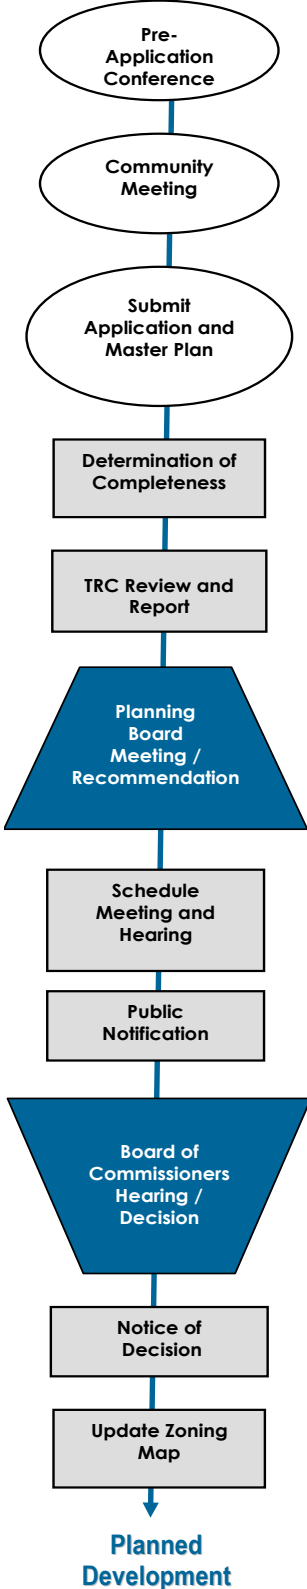 Pre-
Application
Conference
Community
Meeting
Submit
Application and
Master Plan
Determination of
Completeness
TRC Review and
Report
Planning
Board
Meeting /
Recommendation
Schedule
Meeting and
Hearing
Public
Notification
Board of
Commissioners
Hearing /
Decision
Notice of
Decision
Update Zoning
Map
Planned
Development